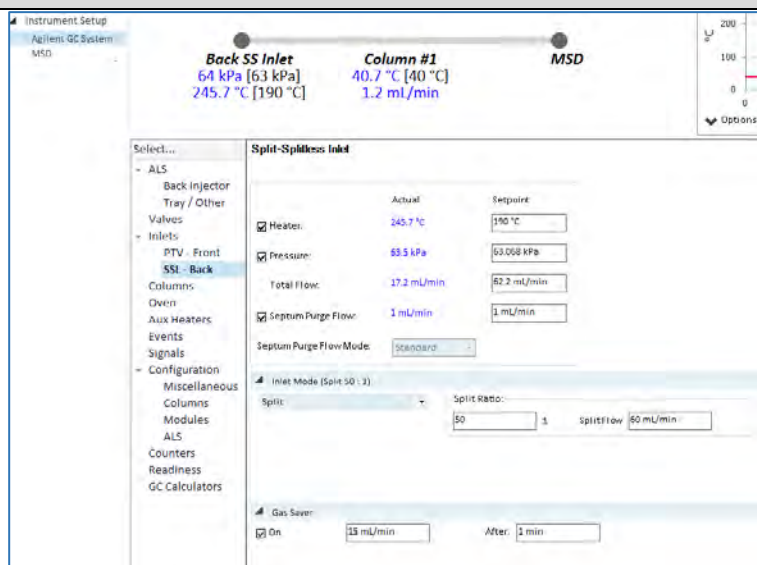 Instrument Setup
Agilent GC System
MSD
Back SS Inlet Column #1 MSD
64 kPa [63 kPa] 40.7 °C [40 °C]
245.7 °C [190 °C] 1.2 mL/min
°C
200
100
0
0
Options
Select... Split-Splitless Inlet
ALS
Back Injector
Tray / Other
Valves
Inlets
PTV - Front
SSL - Back
Columns
Oven
Aux Heaters
Events
Signals
Configuration
Miscellaneous
Columns
Modules
ALS
Counters
Readiness
GC Calculators
Actual Setpoint
Heater: 245.7 °C 190 °C
Pressure: 63.5 kPa 63.068 kPa
Total Flow: 17.2 mL/min 62.2 mL/min
Septum Purge Flow: 1 mL/min 1 mL/min
Septum Purge Flow Mode: Standard
Inlet Mode (Split 50 : 1)
Split Split Ratio:
50 :1 Split Flow 60 mL/min
Gas Saver
On 15 mL/min After: 1 min